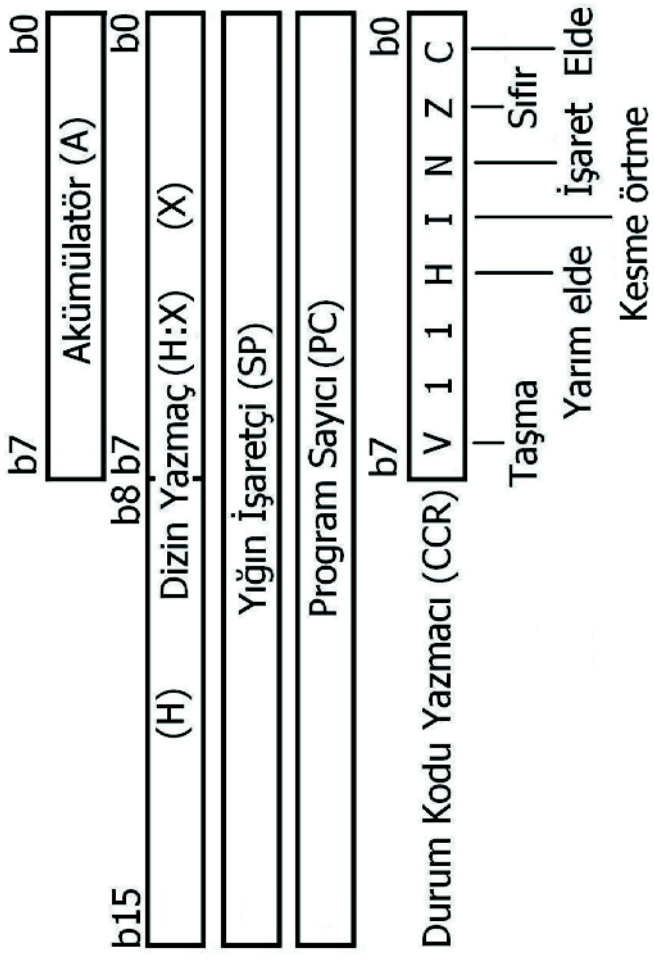 b7 b0
Akümülatör (A)
b15 b8 b7 b0
(H) Dizin Yazmaç (H:X) (X)
Yığın İşaretçi (SP)
Program Sayıcı (PC)
b7 b0
Durum Kodu Yazmacı (CCR) V 1 1 H I N Z C
Taşma Sıfır
Yarım elde İşaret Elde
Kesme örtme